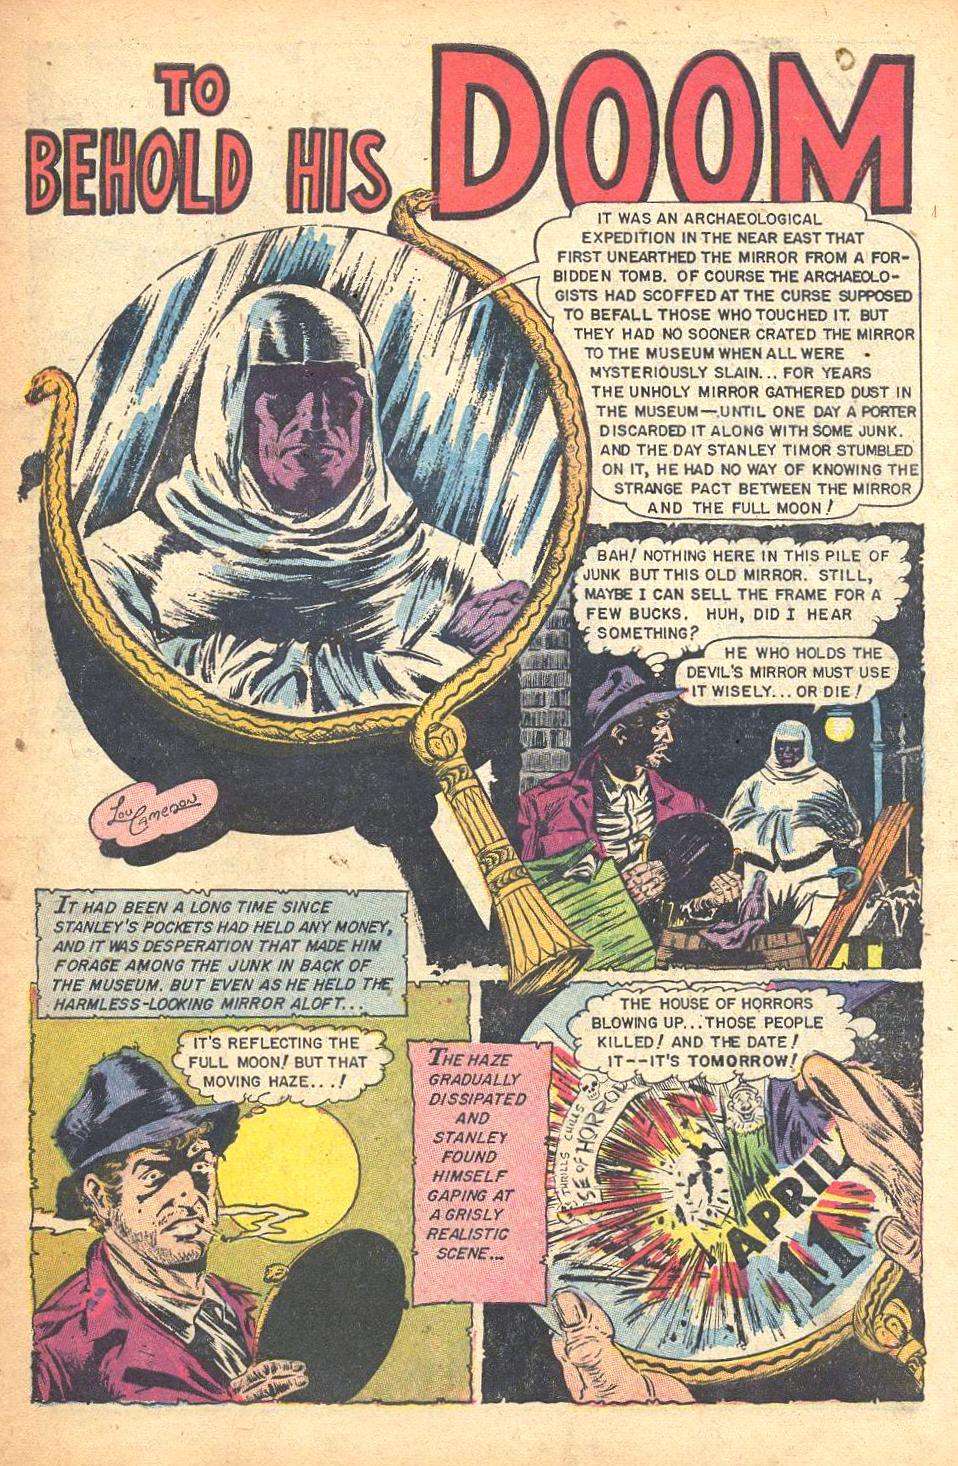 TO
BEHOLD HIS DOOM
IT WAS AN ARCHAEOLOGICAL
EXPEDITION IN THE NEAR EAST THAT
FIRST UNEARTHED THE MIRROR FROM A FOR-
BIDDEN TOMB. OF COURSE THE ARCHAEOLO-
GISTS HAD SCOFFED AT THE CURSE SUPPOSED
TO BEFALL THOSE WHO TOUCHED IT. BUT
THEY HAD NO SOONER CRATED THE MIRROR
TO THE MUSEUM WHEN ALL WERE
MYSTERIOUSLY SLAIN... FOR YEARS
THE UNHOLY MIRROR GATHERED DUST IN
THE MUSEUM—UNTIL ONE DAY A PORTER
DISCARDED IT ALONG WITH SOME JUNK.
AND THE DAY STANLEY TIMOR STUMBLED
ON IT, HE HAD NO WAY OF KNOWING THE
STRANGE PACT BETWEEN THE MIRROR
AND THE FULL MOON!
BAH! NOTHING HERE IN THIS PILE OF
JUNK BUT THIS OLD MIRROR. STILL,
MAYBE I CAN SELL THE FRAME FOR A
FEW BUCKS. HUH, DID I HEAR
SOMETHING?
HE WHO HOLDS THE
DEVIL'S MIRROR MUST USE
IT WISELY... OR DIE!
Lou
Cameron
IT HAD BEEN A LONG TIME SINCE
STANLEY'S POCKETS HAD HELD ANY MONEY,
AND IT WAS DESPERATION THAT MADE HIM
FORAGE AMONG THE JUNK IN BACK OF
THE MUSEUM. BUT EVEN AS HE HELD THE
HARMLESS-LOOKING MIRROR ALOFT...
IT'S REFLECTING THE
FULL MOON! BUT THAT
MOVING HAZE...!
THE HAZE
GRADUALLY
DISSIPATED
AND
STANLEY
FOUND
HIMSELF
GAPING AT
A GRISLY
REALISTIC
SCENE...
THE HOUSE OF HORRORS
BLOWING UP...THOSE PEOPLE
KILLED! AND THE DATE!
IT--IT'S TOMORROW!
THRILLS CHILLS
SE OF HORROR
APRIL
11